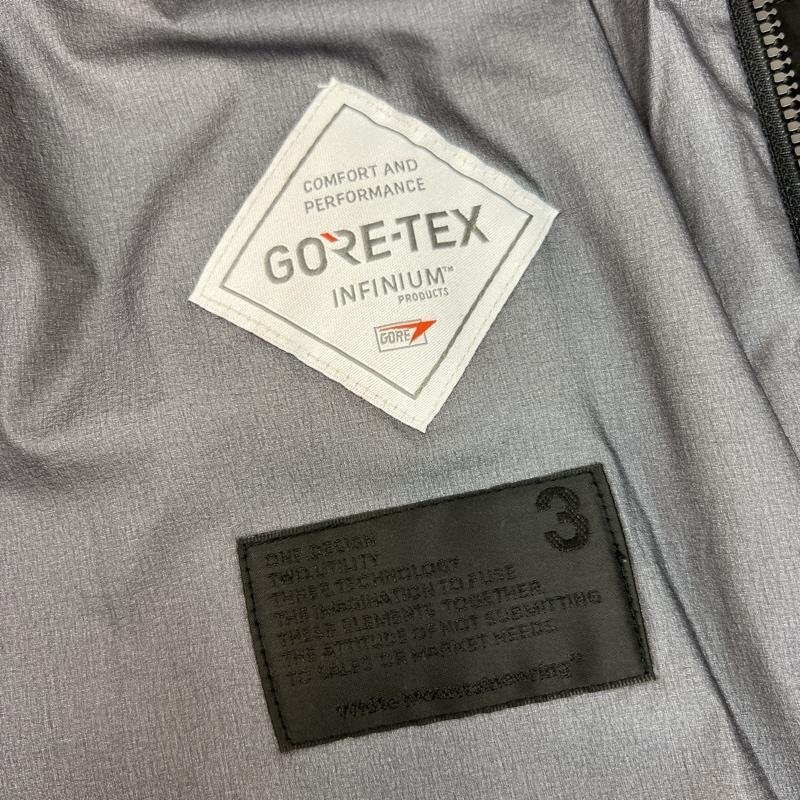 COMFORT AND
PERFORMANCE
GORE-TEX
INFINIUM™
PRODUCTS
GORE
3
ONE DESIGN
TWO UTILITY
THREE TECHNOLOGY
THE IMAGINATION TO FUSE
THESE ELEMENTS TOGETHER.
THE ATTITUDE OF NOT SUBMITTING
TO SALES OR MARKET NEEDS.
White Mountaineering®